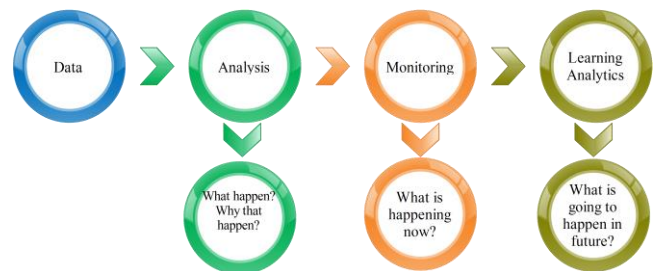 Data
Analysis
Monitoring
Learning
Analytics
What happen?
Why that
happen?
What is
happening
now?
What is
going to
happen in
future?